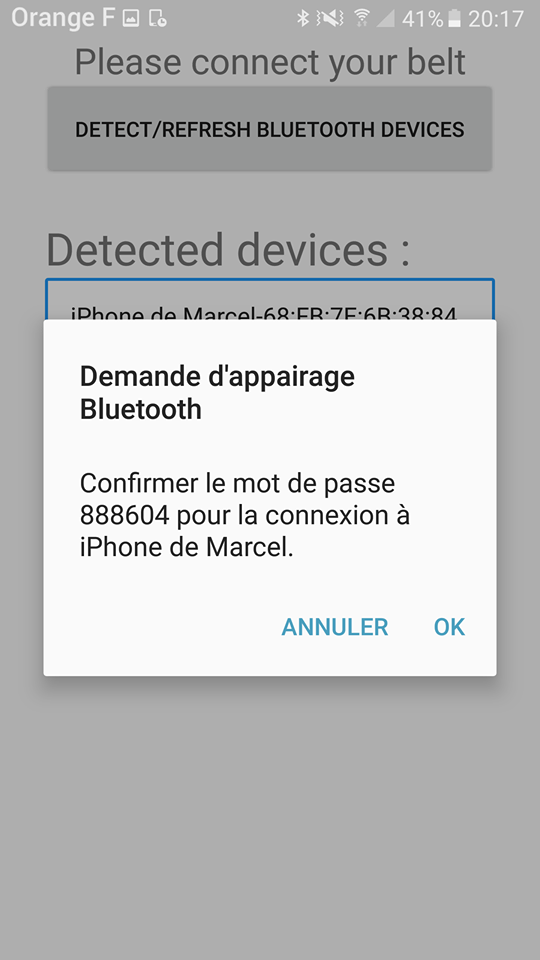 Orange F 41% 20:17
Please connect your belt
DETECT/REFRESH BLUETOOTH DEVICES
Detected devices :
iPhone de Marcel-68:FB:7E:6B:38:84
Demande d'appairage
Bluetooth
Confirmer le mot de passe
888604 pour la connexion à
iPhone de Marcel.
ANNULER OK